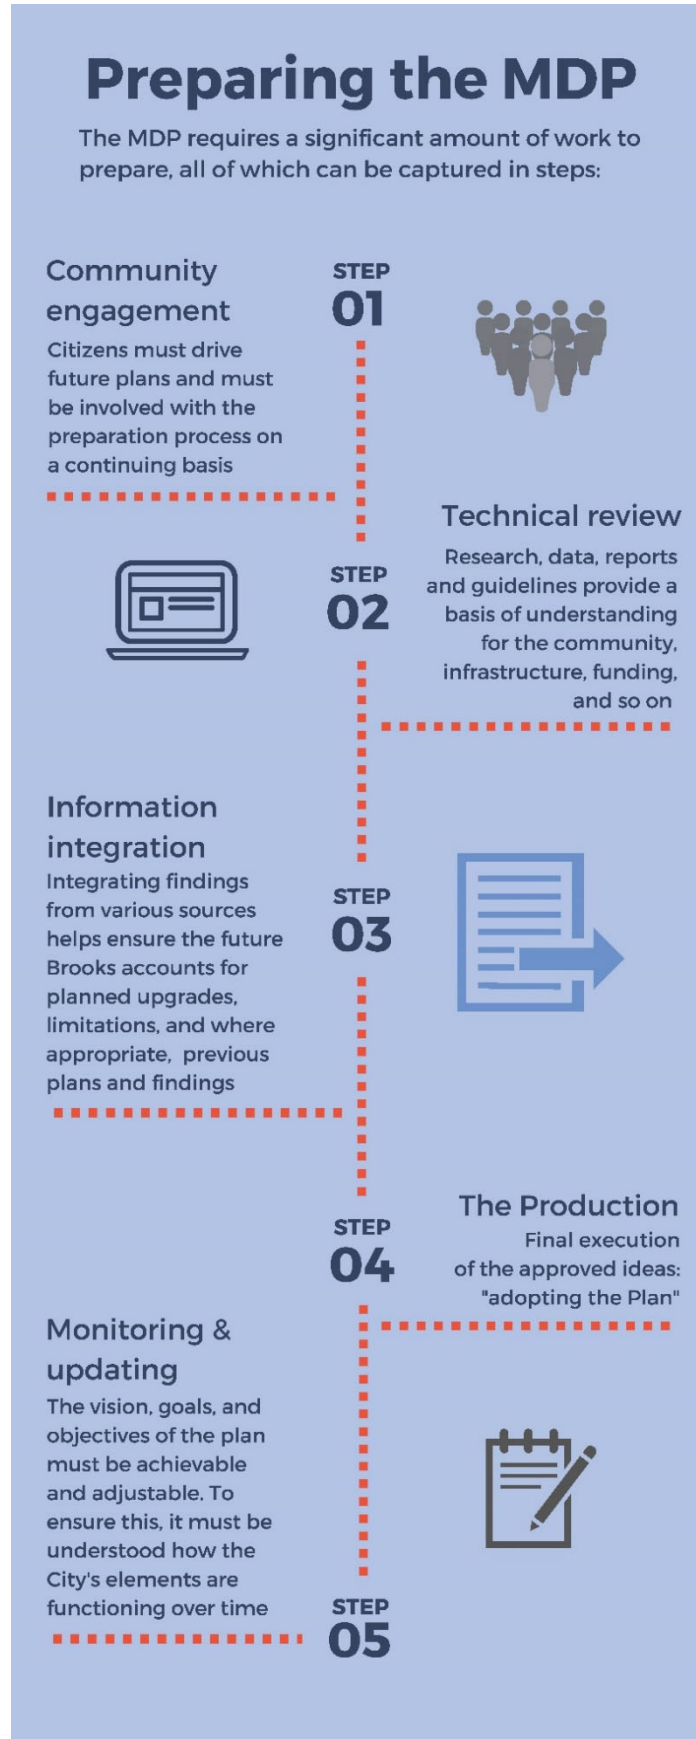 Preparing the MDP
The MDP requires a significant amount of work to
prepare, all of which can be captured in steps:
Community
engagement
Citizens must drive
future plans and must
be involved with the
preparation process on
a continuing basis
STEP
01
Technical review
Research, data, reports
and guidelines provide a
basis of understanding
for the community,
infrastructure, funding,
and so on
STEP
02
Information
integration
Integrating findings
from various sources
helps ensure the future
Brooks accounts for
planned upgrades,
limitations, and where
appropriate, previous
plans and findings
STEP
03
The Production
Final execution
of the approved ideas:
"adopting the Plan"
STEP
04
Monitoring &
updating
The vision, goals, and
objectives of the plan
must be achievable
and adjustable. To
ensure this, it must be
understood how the
City's elements are
functioning over time
STEP
05